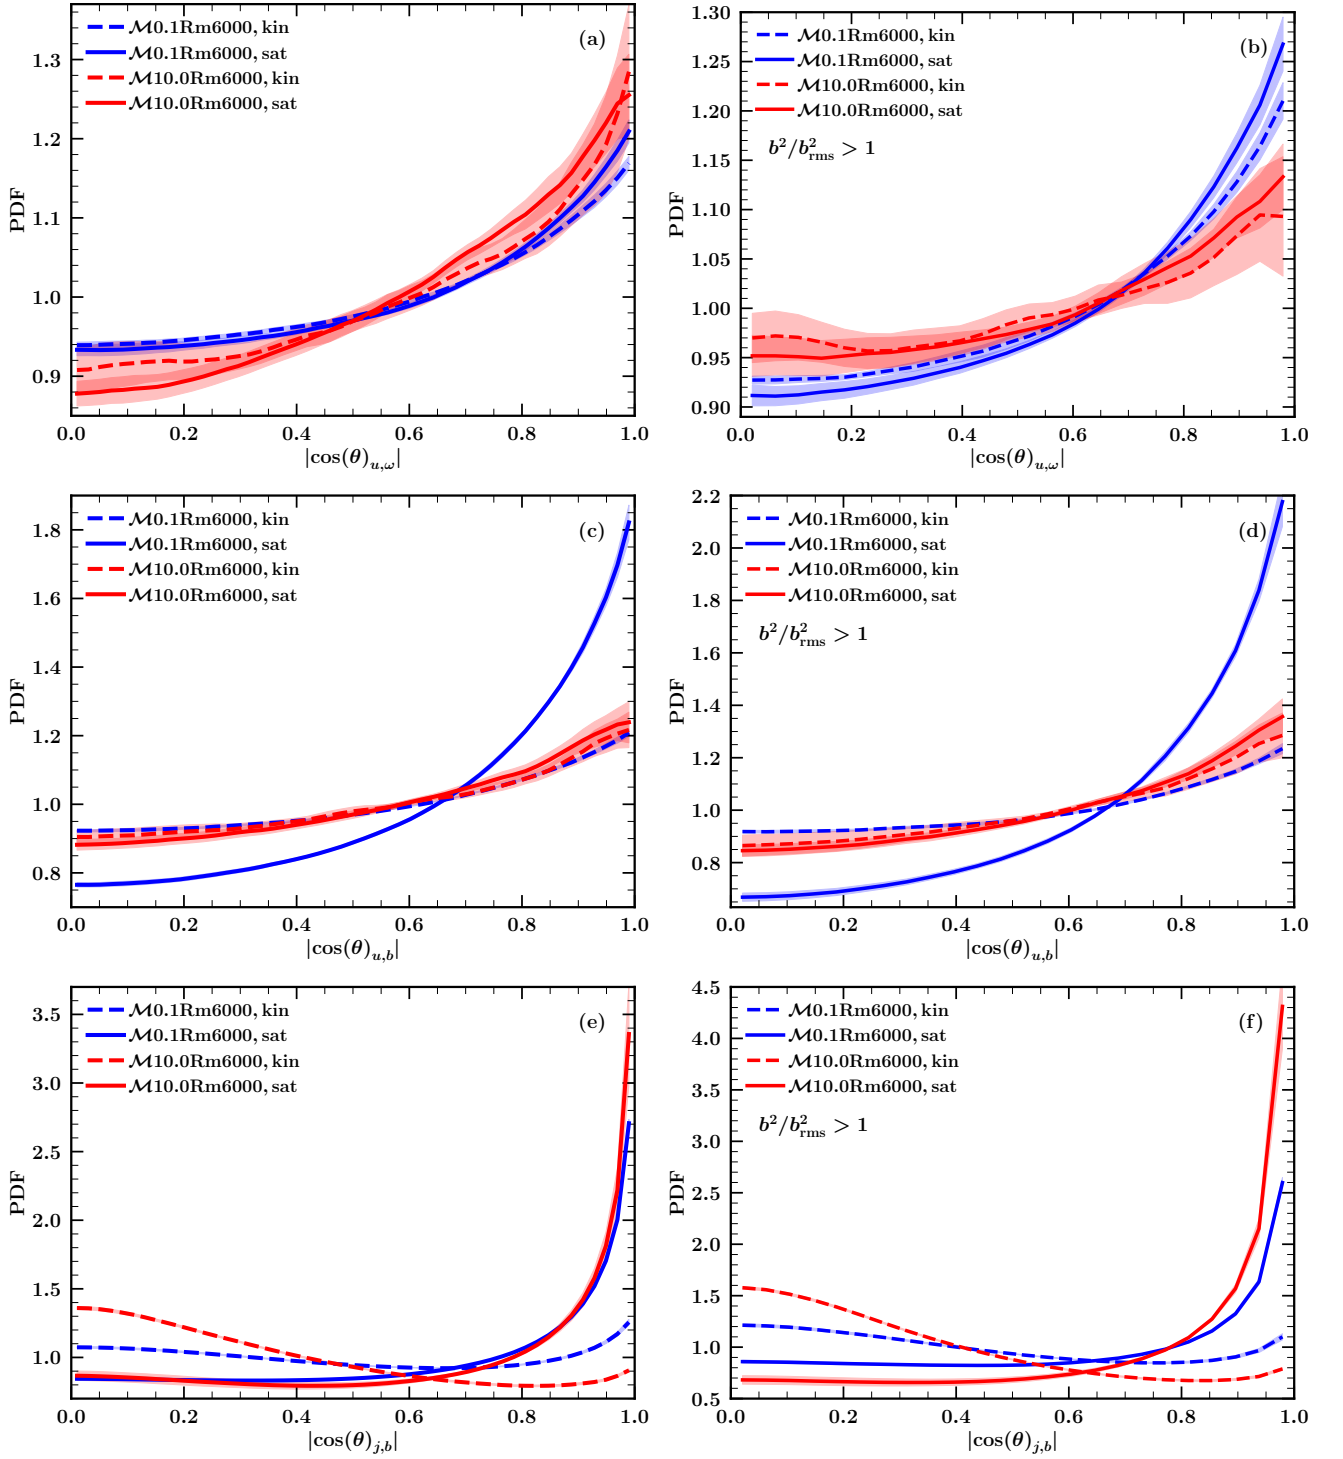 ℳ0.1Rm6000, kin
ℳ0.1Rm6000, sat
ℳ10.0Rm6000, kin
ℳ10.0Rm6000, sat
(a)
PDF
1.3
1.2
1.1
1.0
0.9
0.0 0.2 0.4 0.6 0.8 1.0
|cos(θ)u,ω|
ℳ0.1Rm6000, kin
ℳ0.1Rm6000, sat
ℳ10.0Rm6000, kin
ℳ10.0Rm6000, sat
(b)
b²/b²rms > 1
PDF
1.30
1.25
1.20
1.15
1.10
1.05
1.00
0.95
0.90
0.0 0.2 0.4 0.6 0.8 1.0
|cos(θ)u,ω|
ℳ0.1Rm6000, kin
ℳ0.1Rm6000, sat
ℳ10.0Rm6000, kin
ℳ10.0Rm6000, sat
(c)
PDF
1.8
1.6
1.4
1.2
1.0
0.8
0.0 0.2 0.4 0.6 0.8 1.0
|cos(θ)u,b|
ℳ0.1Rm6000, kin
ℳ0.1Rm6000, sat
ℳ10.0Rm6000, kin
ℳ10.0Rm6000, sat
(d)
b²/b²rms > 1
PDF
2.2
2.0
1.8
1.6
1.4
1.2
1.0
0.8
0.0 0.2 0.4 0.6 0.8 1.0
|cos(θ)u,b|
ℳ0.1Rm6000, kin
ℳ0.1Rm6000, sat
ℳ10.0Rm6000, kin
ℳ10.0Rm6000, sat
(e)
PDF
3.5
3.0
2.5
2.0
1.5
1.0
0.0 0.2 0.4 0.6 0.8 1.0
|cos(θ)j,b|
ℳ0.1Rm6000, kin
ℳ0.1Rm6000, sat
ℳ10.0Rm6000, kin
ℳ10.0Rm6000, sat
(f)
b²/b²rms > 1
PDF
4.5
4.0
3.5
3.0
2.5
2.0
1.5
1.0
0.5
0.0 0.2 0.4 0.6 0.8 1.0
|cos(θ)j,b|